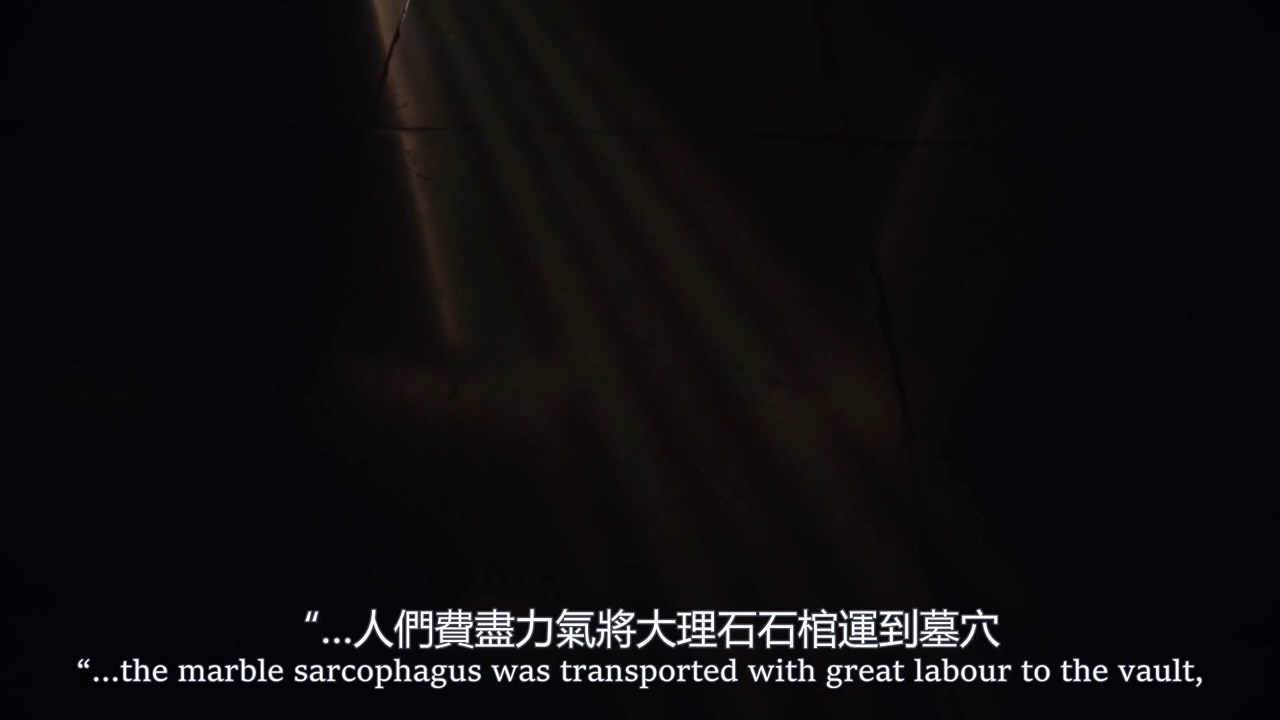 “...人們費盡力氣將大理石石棺運到墓穴
“...the marble sarcophagus was transported with great labour to the vault,